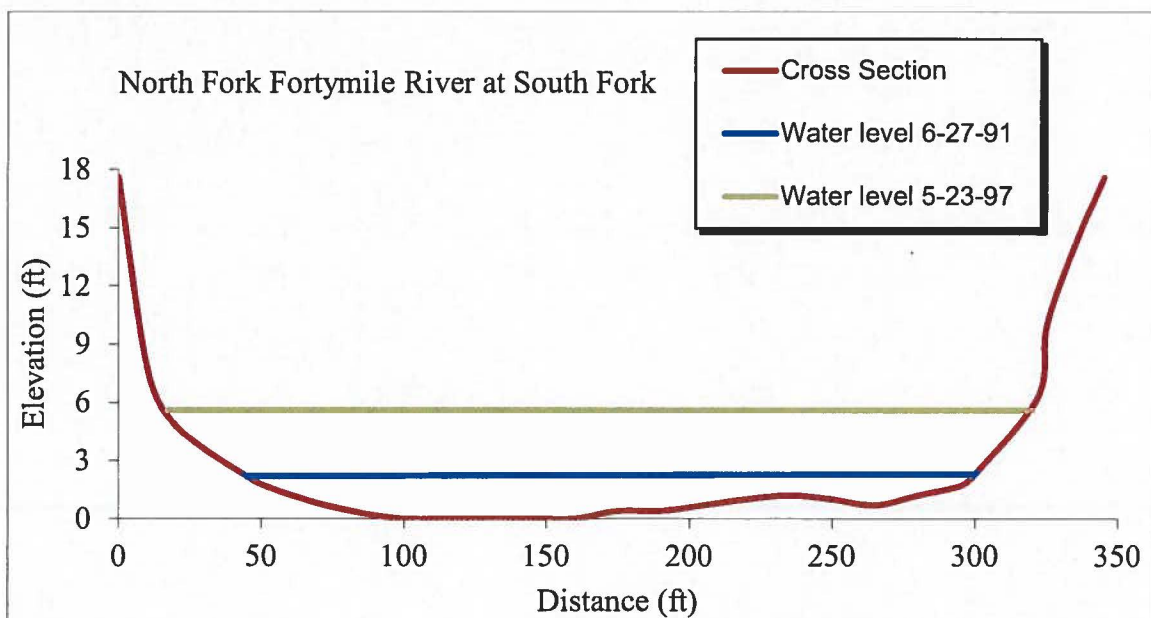 North Fork Fortymile River at South Fork
Cross Section
Water level 6-27-91
Water level 5-23-97
Elevation (ft)
18
15
12
9
6
3
0
0 50 100 150 200 250 300 350
Distance (ft)